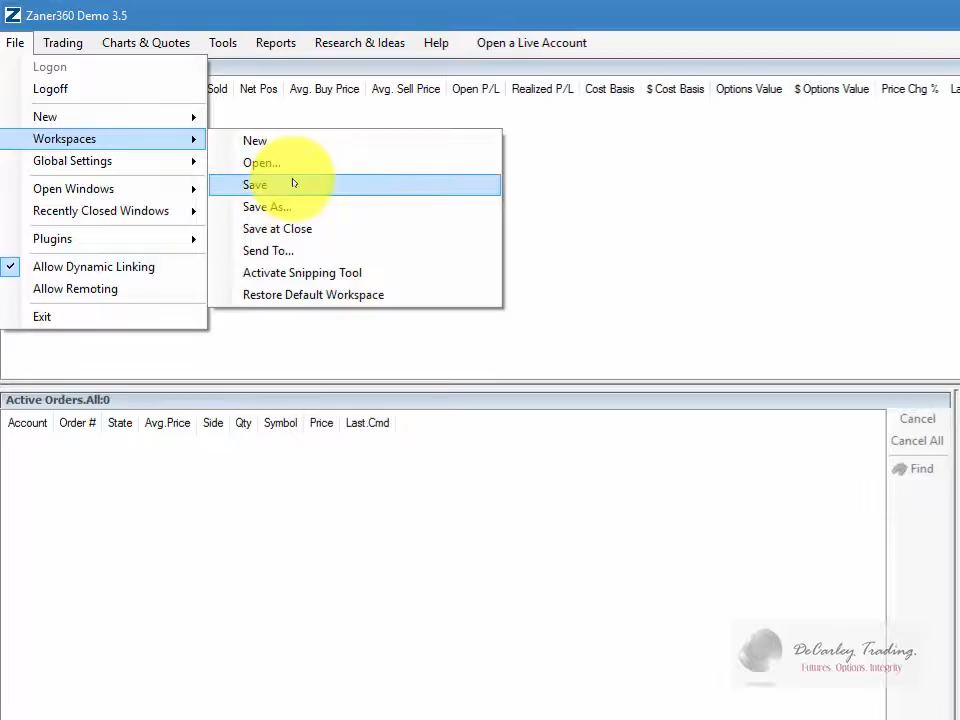 Zaner360 Demo 3.5
File Trading Charts & Quotes Tools Reports Research & Ideas Help Open a Live Account
Logon
Logoff
New
Workspaces
Global Settings
Open Windows
Recently Closed Windows
Plugins
Allow Dynamic Linking
Allow Remoting
Exit
New
Open...
Save
Save As...
Save at Close
Send To...
Activate Snipping Tool
Restore Default Workspace
Sold Net Pos Avg. Buy Price Avg. Sell Price Open P/L Realized P/L Cost Basis $ Cost Basis Options Value $ Options Value Price Chg %
Active Orders.All:0
Account Order # State Avg.Price Side Qty Symbol Price Last.Cmd
Cancel
Cancel All
Find
DeCarley Trading.
Futures. Options. Integrity